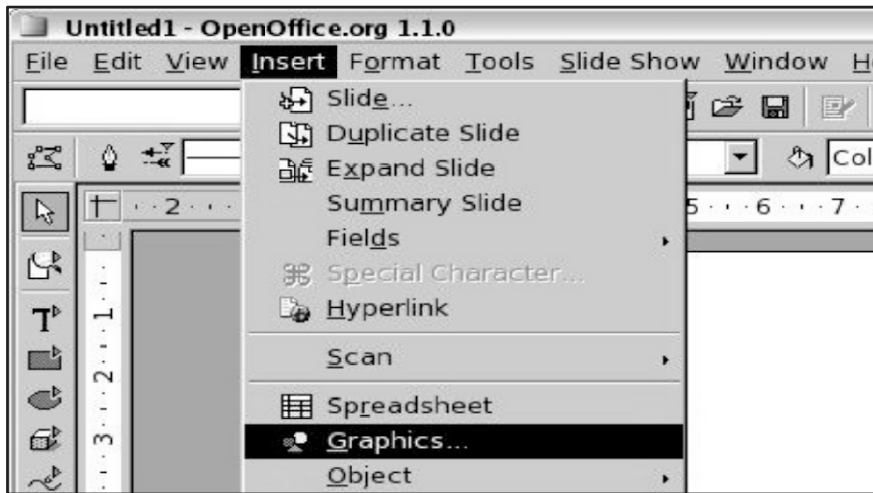 Untitled1 - OpenOffice.org 1.1.0
File Edit View Insert Format Tools Slide Show Window
Slide...
Duplicate Slide
Col
Expand Slide
Summary Slide
2 5 6 7
Fields
Special Character...
Hyperlink
1
Scan
2
Spreadsheet
3
Graphics...
Object